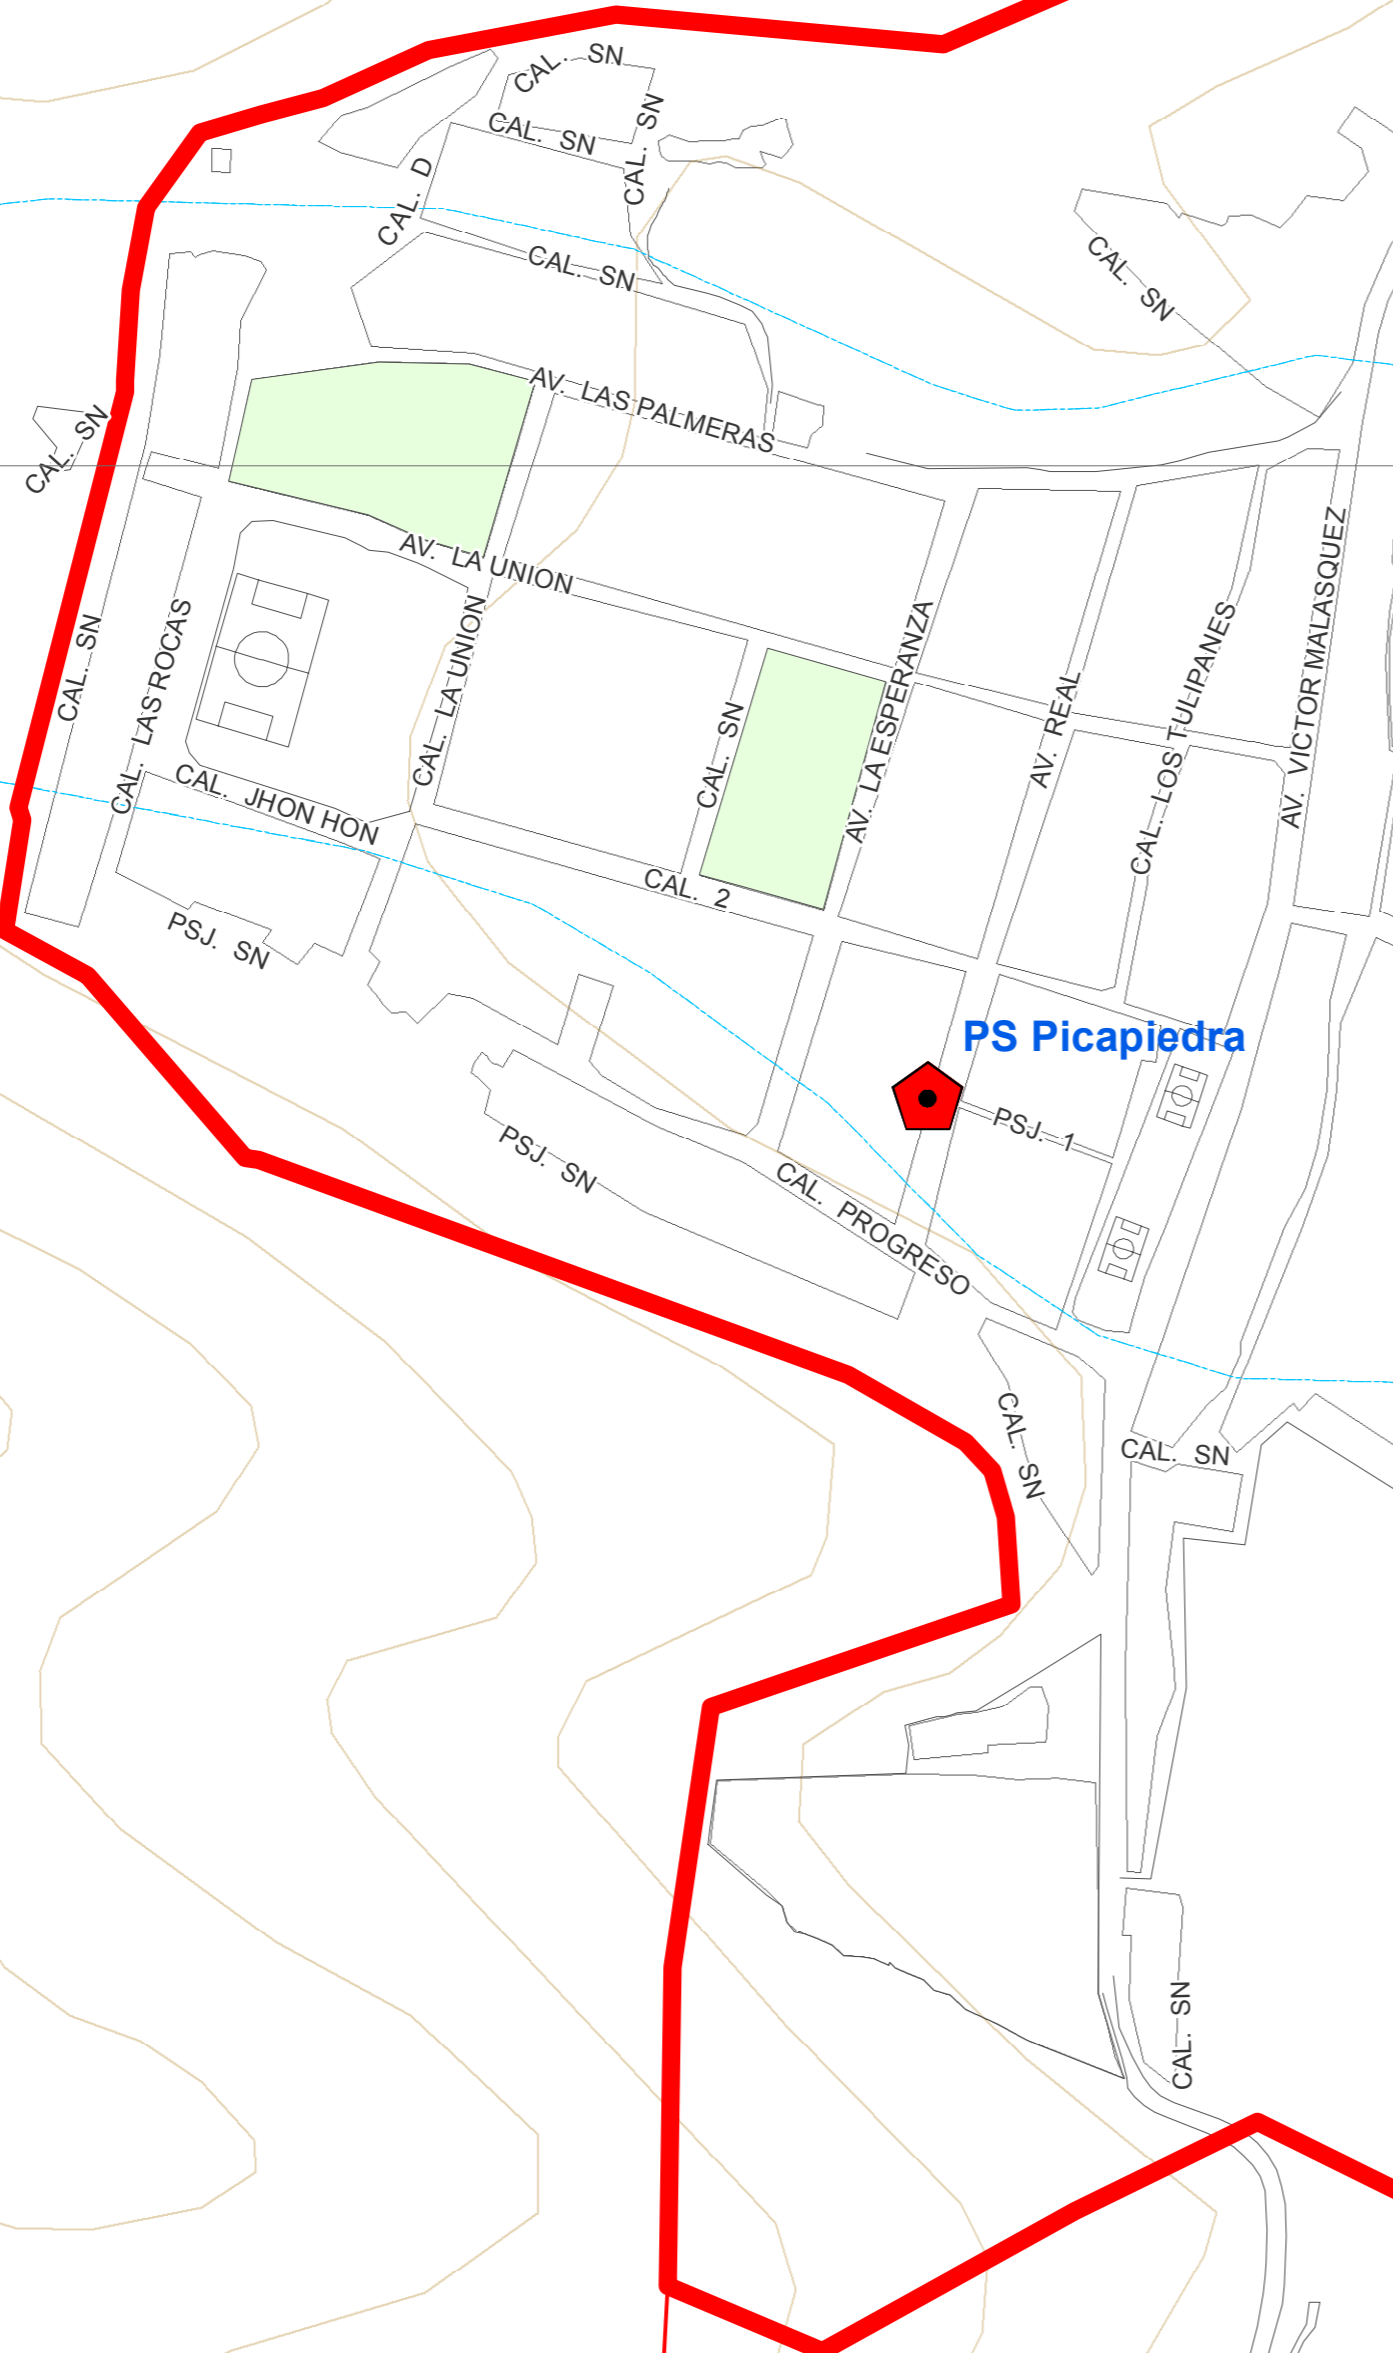 CAL. SN
CAL. SN
CAL. SN
CAL. D
CAL. SN
CAL. SN
AV. LAS PALMERAS
CAL. SN
AV. LA UNION
AV. VICTOR MALASQUEZ
CAL. SN
CAL. LAS ROCAS
CAL. LA UNION
CAL. SN
AV. LA ESPERANZA
AV. REAL
CAL. LOS TULIPANES
CAL. JHON HON
CAL. 2
PSJ. SN
PS Picapiedra
PSJ. 1
PSJ. SN
CAL. PROGRESO
CAL. SN
CAL. SN
CAL. SN